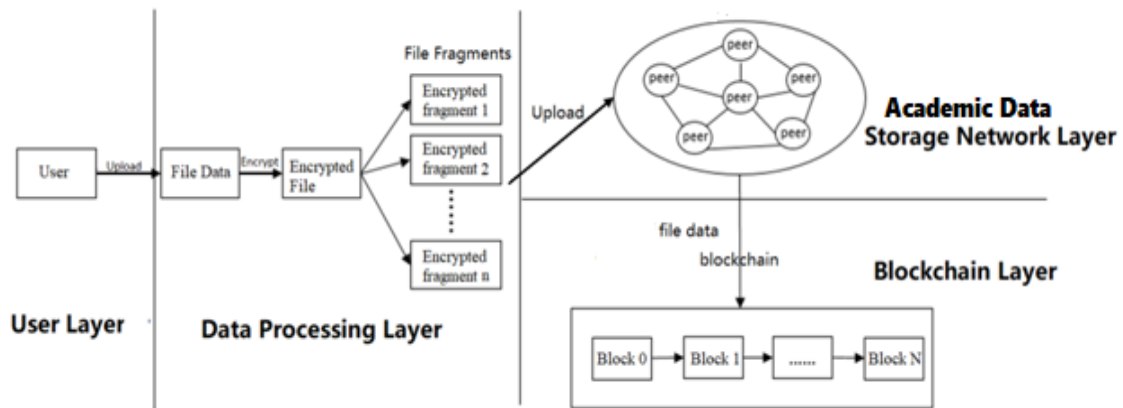 User
Upload
File Data
Encrypt
Encrypted
File
File Fragments
Encrypted
fragment 1
Encrypted
fragment 2
Encrypted
fragment n
User Layer
Data Processing Layer
Upload
peer
peer
peer
peer
peer
peer
Academic Data
Storage Network Layer
file data
blockchain
Blockchain Layer
Block 0
Block 1
......
Block N